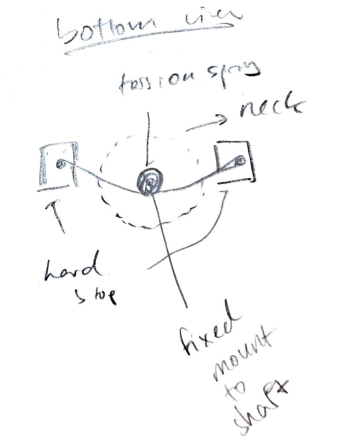 bottom view
torsion spring
neck
hard
stop
fixed
mount
to
shaft